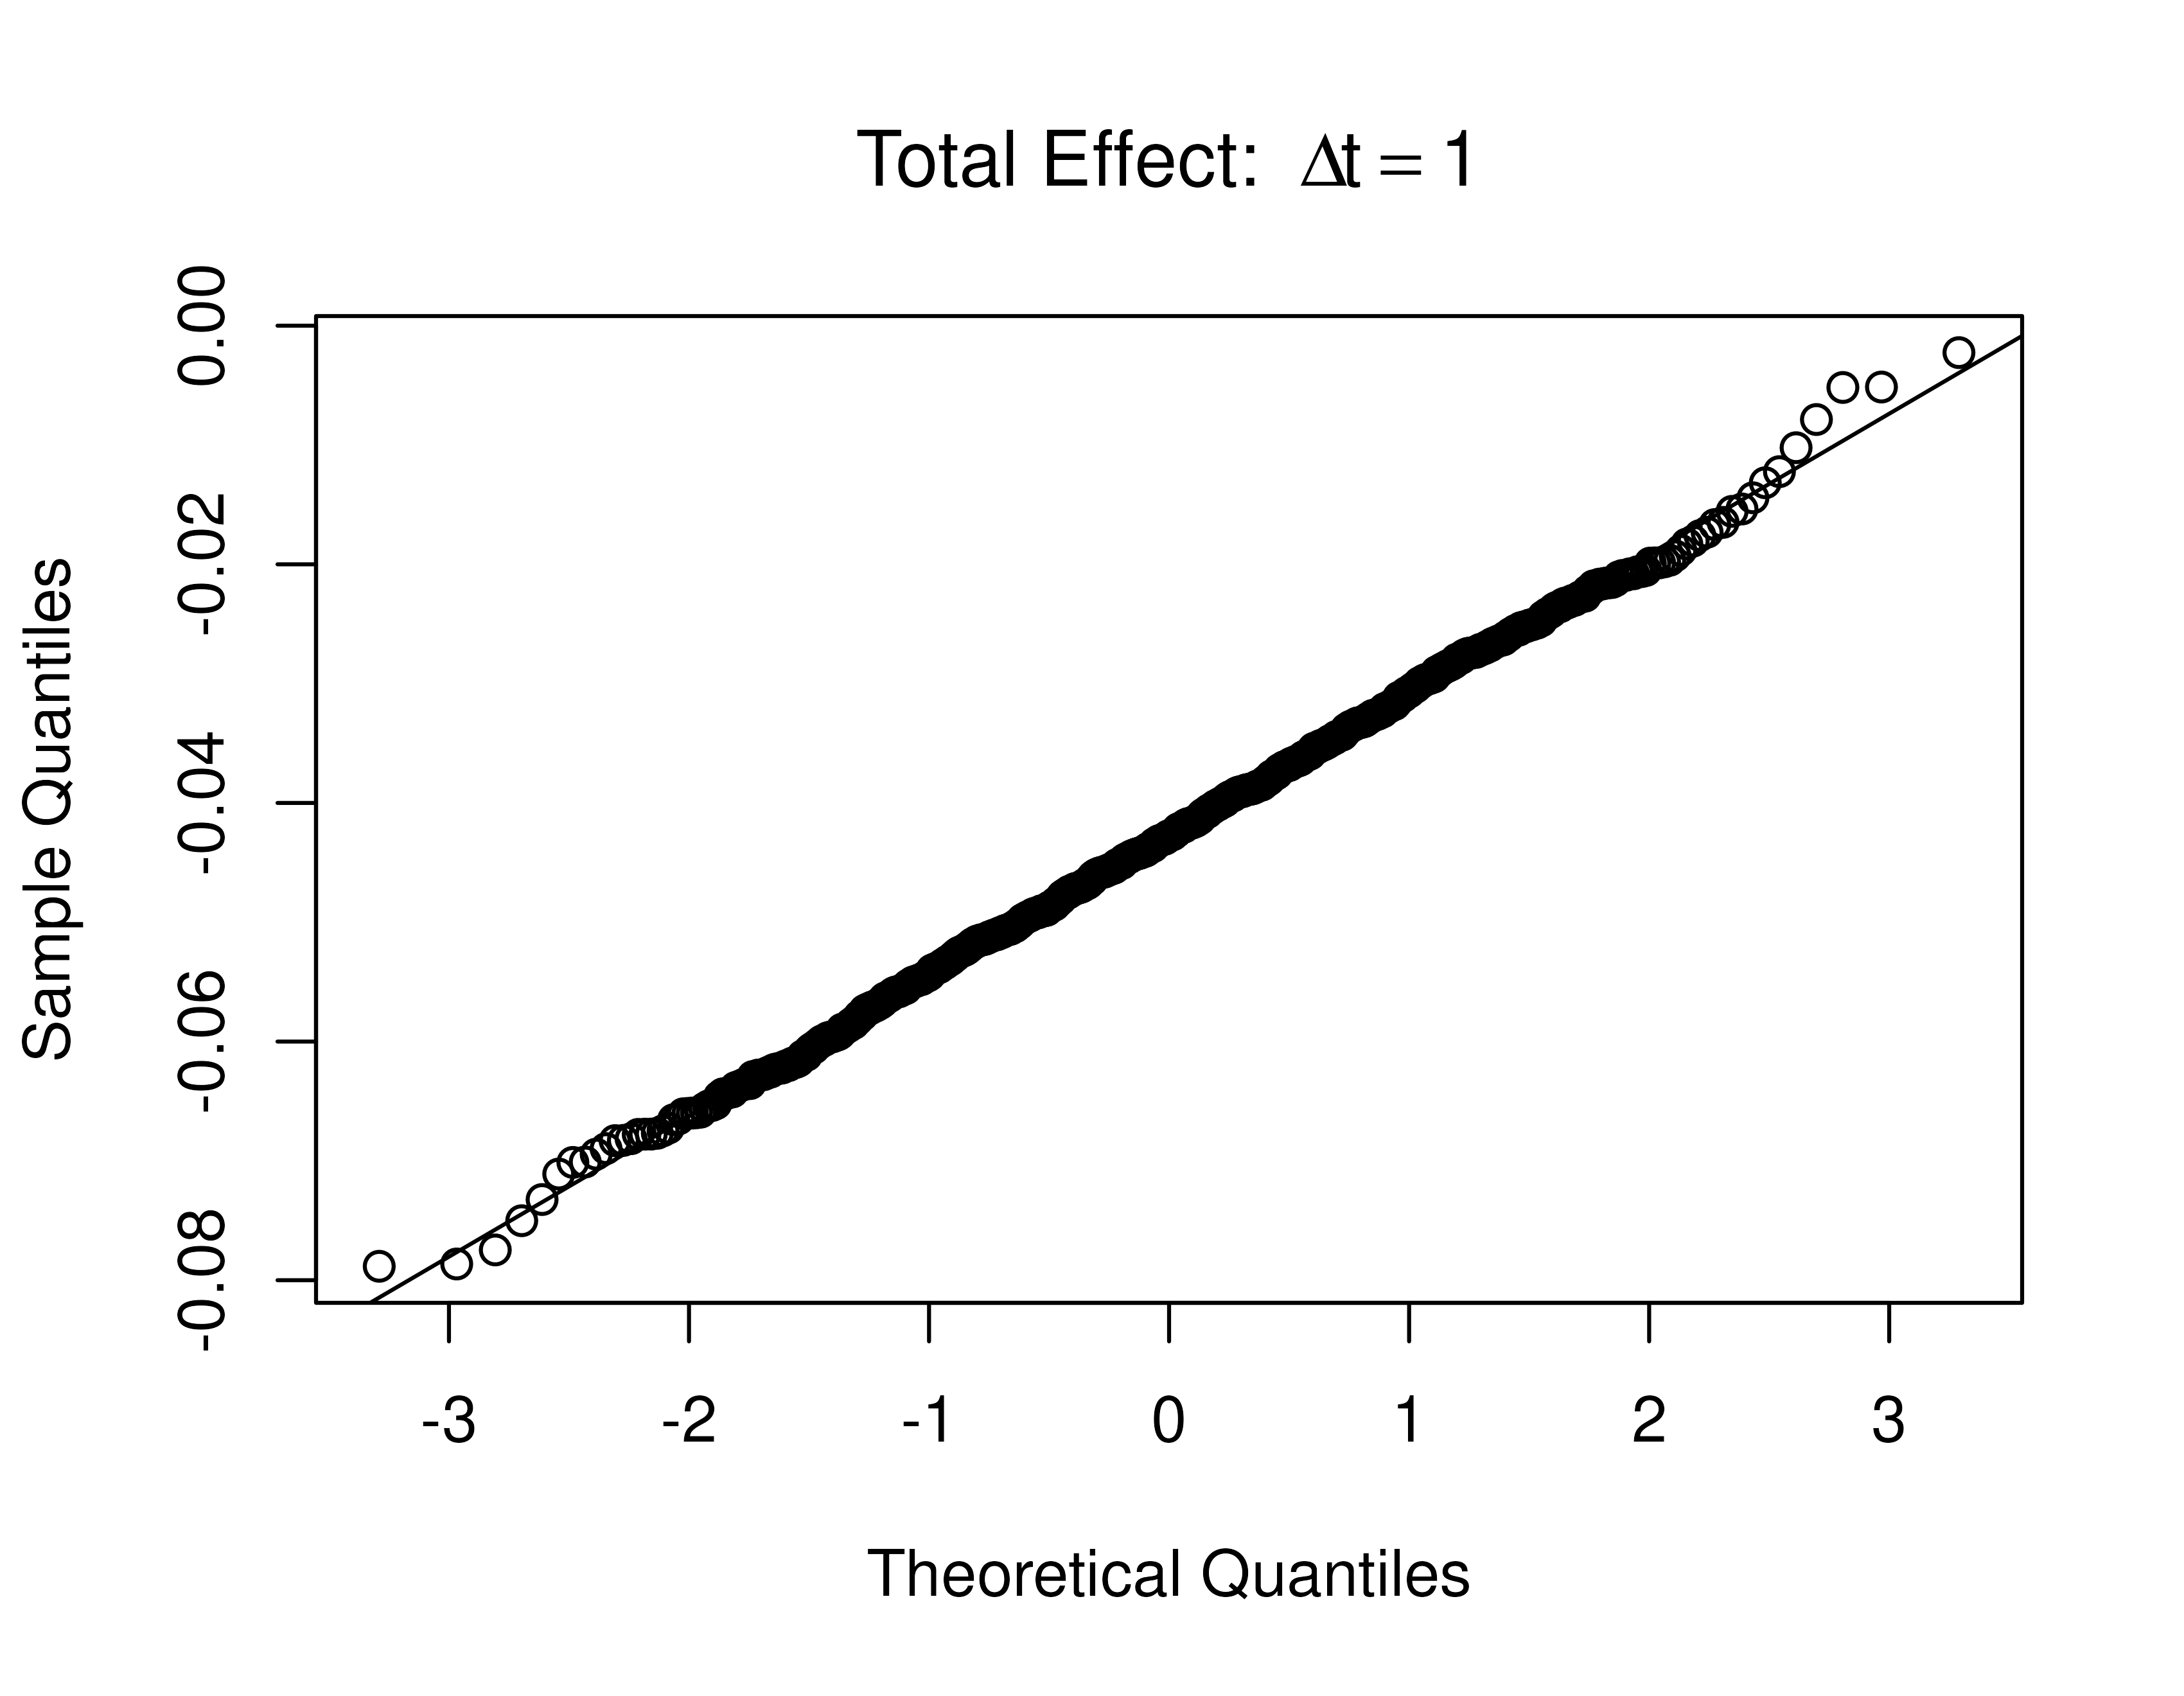 Total Effect: Δt = 1
Sample Quantiles
0.00
-0.02
-0.04
-0.06
-0.08
-3 -2 -1 0 1 2 3
Theoretical Quantiles